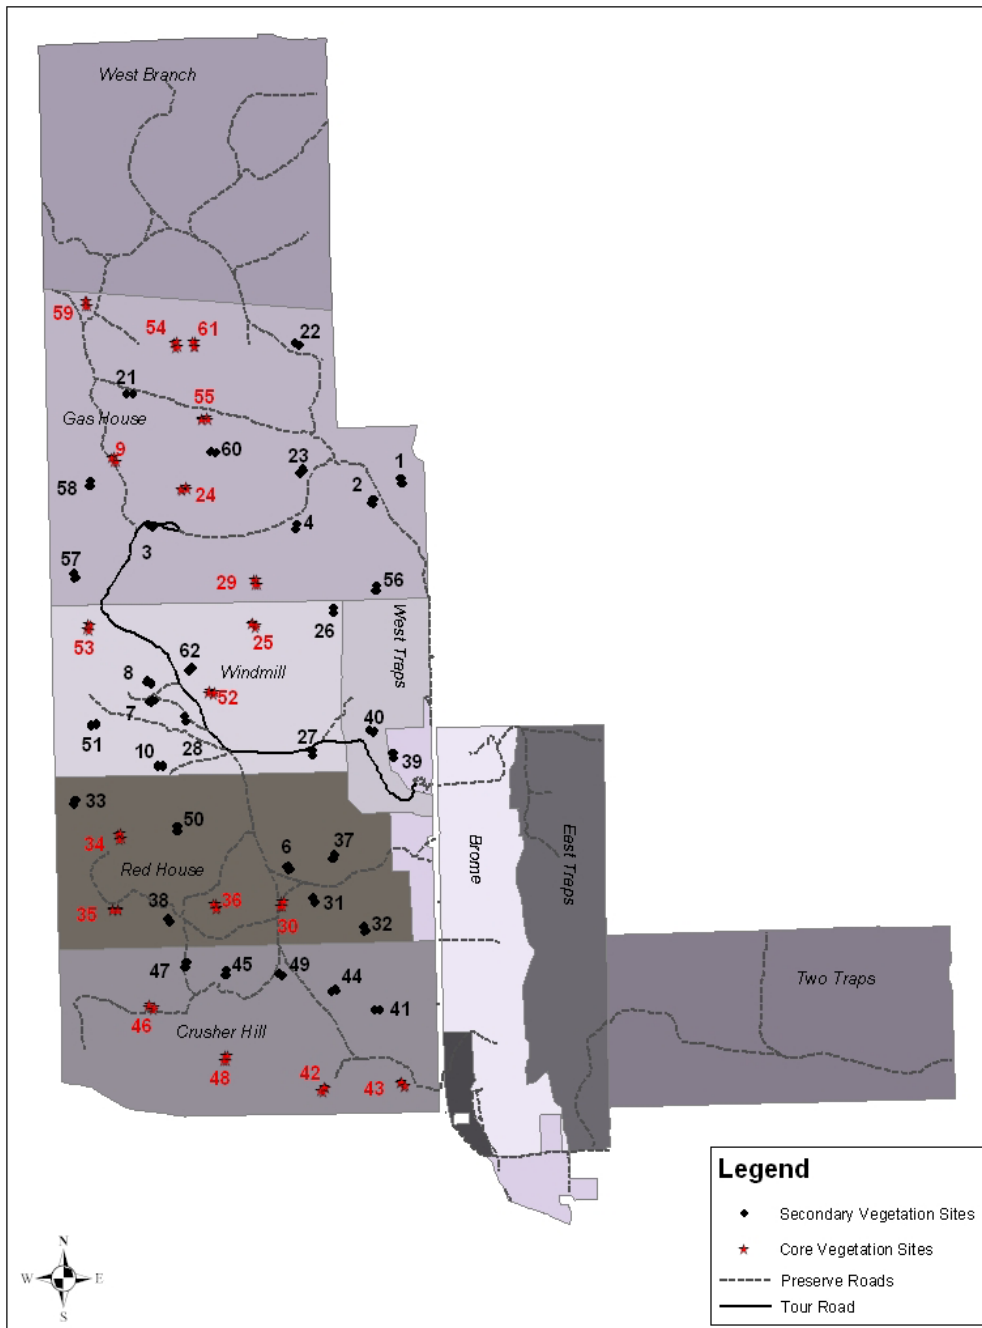 West Branch
59
54
61
22
21
55
Gas House
9
60
23
1
58
24
2
4
3
57
29
56
53
25
26
West Traps
62
8
Windmill
52
7
51
28
27
40
10
39
33
50
34
6
37
Brome
East Traps
Red House
35
38
36
31
30
32
47
45
49
44
Two Traps
46
Crusher Hill
41
48
42
43
Legend
Secondary Vegetation Sites
Core Vegetation Sites
Preserve Roads
Tour Road
N
W
E
S